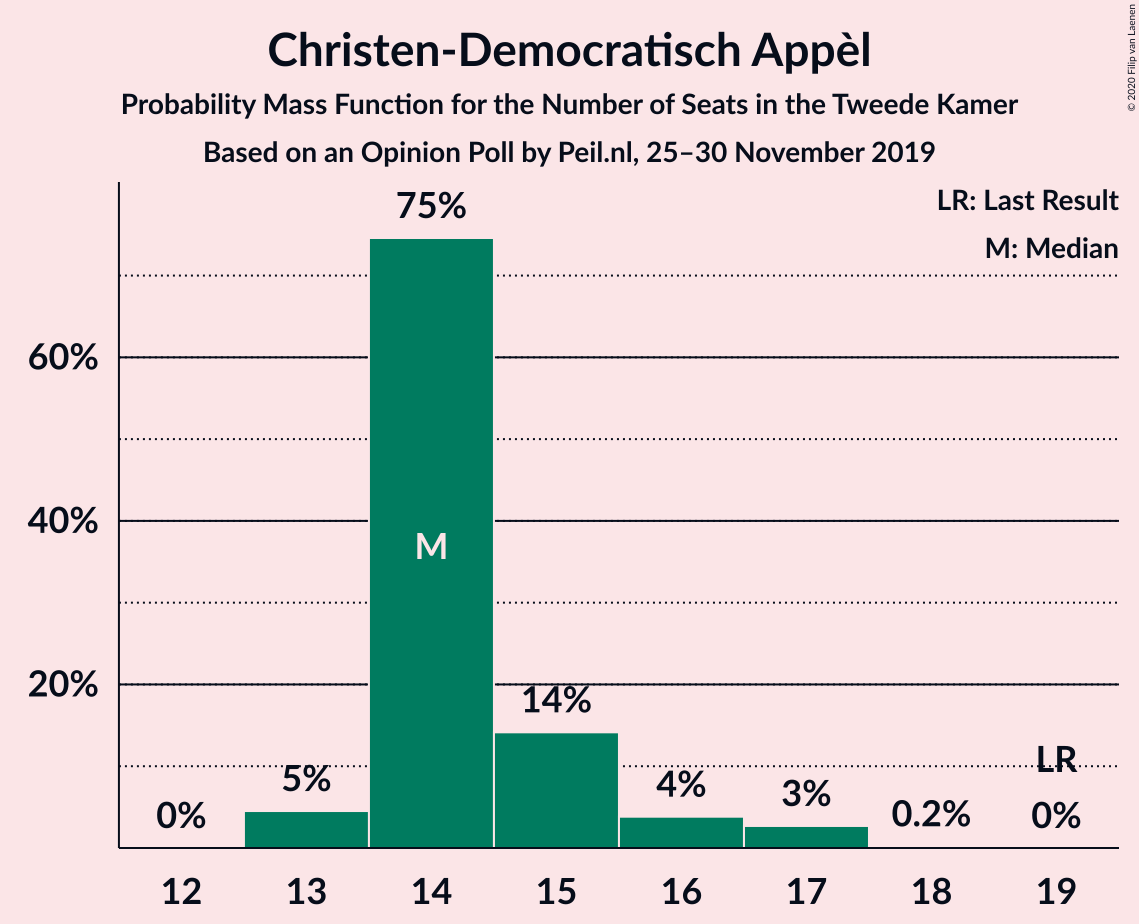 Christen-Democratisch Appèl
Probability Mass Function for the Number of Seats in the Tweede Kamer
Based on an Opinion Poll by Peil.nl, 25–30 November 2019
© 2020 Filip van Laenen
LR: Last Result
M: Median
75%
60%
40%
M
20%
14%
LR
5%
4%
3%
0%
0.2%
0%
12 13 14 15 16 17 18 19